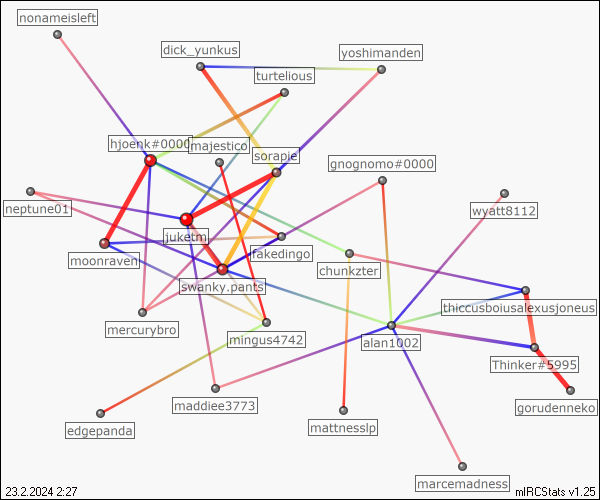 nonameisleft
dick_yunkus
yoshimanden
turtelious
hjoenk#0000
majestico
sorapie
gnognomo#0000
neptune01
wyatt8112
juketm
fakedingo
moonraven
chunkzter
swanky.pants
thiccusboiusalexusjoneus
mercurybro
mingus4742
alan1002
Thinker#5995
maddiee3773
gorudenneko
edgepanda
mattnesslp
marcemadness
23.2.2024 2:27
mIRCStats v1.25